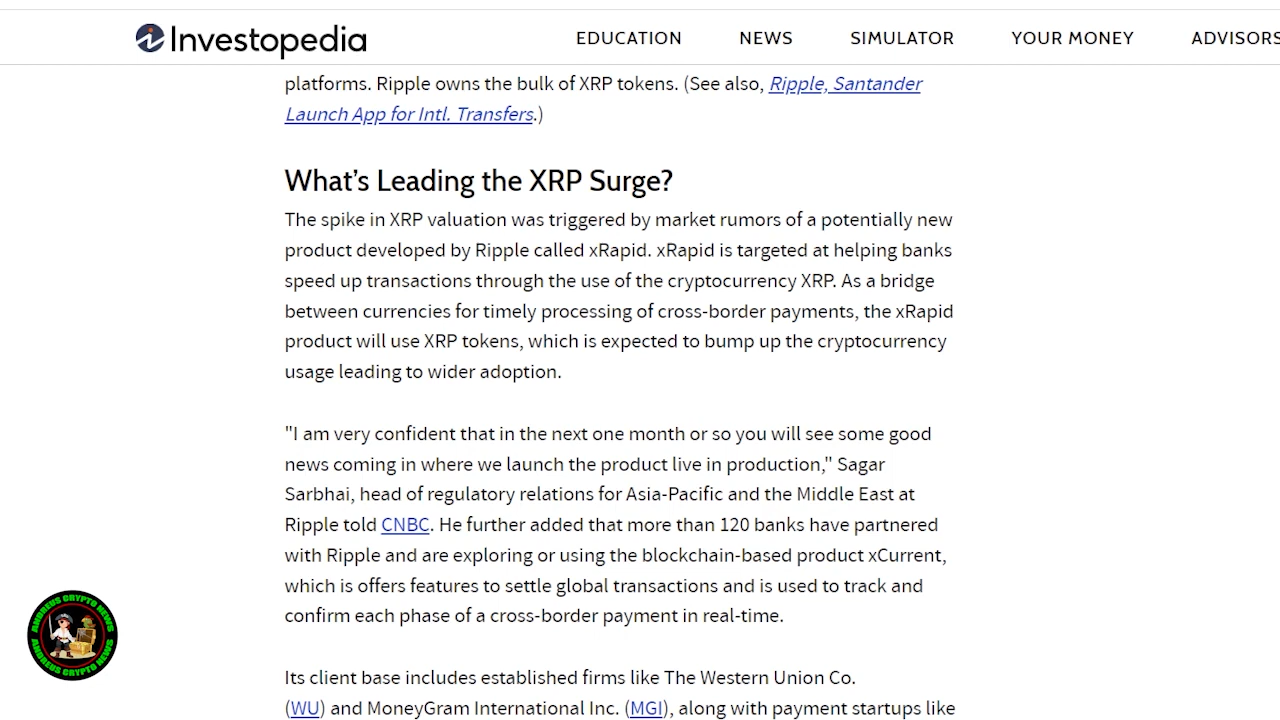 Investopedia
EDUCATION NEWS SIMULATOR YOUR MONEY ADVISORS
platforms. Ripple owns the bulk of XRP tokens. (See also, Ripple, Santander
Launch App for Intl. Transfers.)
What's Leading the XRP Surge?
The spike in XRP valuation was triggered by market rumors of a potentially new
product developed by Ripple called xRapid. xRapid is targeted at helping banks
speed up transactions through the use of the cryptocurrency XRP. As a bridge
between currencies for timely processing of cross-border payments, the xRapid
product will use XRP tokens, which is expected to bump up the cryptocurrency
usage leading to wider adoption.
"I am very confident that in the next one month or so you will see some good
news coming in where we launch the product live in production," Sagar
Sarbhai, head of regulatory relations for Asia-Pacific and the Middle East at
Ripple told CNBC. He further added that more than 120 banks have partnered
with Ripple and are exploring or using the blockchain-based product xCurrent,
which is offers features to settle global transactions and is used to track and
confirm each phase of a cross-border payment in real-time.
Its client base includes established firms like The Western Union Co.
(WU) and MoneyGram International Inc. (MGI), along with payment startups like
ANDREUS CRYPTO NEWS
ANDREUS CRYPTO NEWS